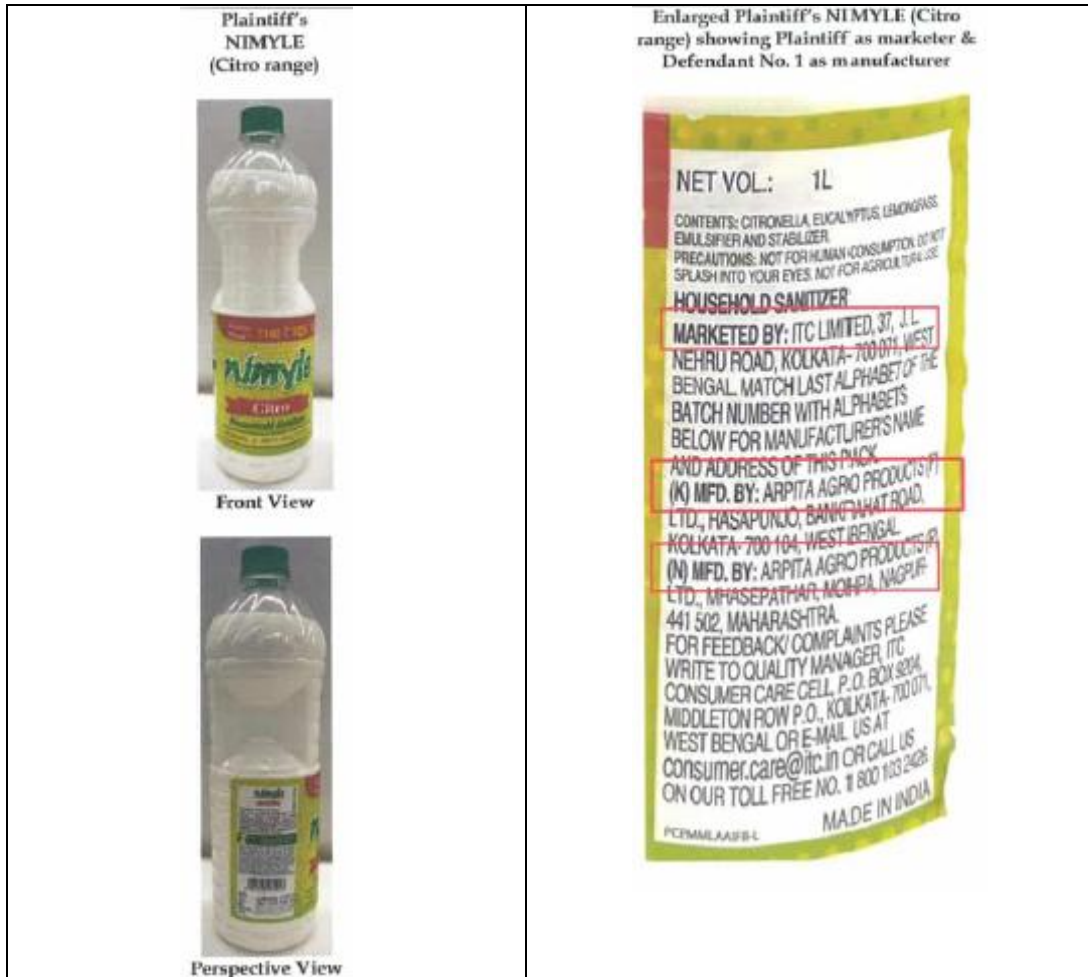 Plaintiff's
NIMYLE
(Citro range)
nimyle
Citro
Household
Front View
nimyle
Perspective View
Enlarged Plaintiff's NIMYLE (Citro
range) showing Plaintiff as marketer &
Defendant No. 1 as manufacturer
NET VOL.: 1L
CONTENTS: CITRONELLA, EUCALYPTUS, LEMONGRASS,
EMULSIFIER AND STABILIZER.
PRECAUTIONS: NOT FOR HUMAN CONSUMPTION. DO NOT
SPLASH INTO YOUR EYES. NOT FOR AGRICULTURAL USE
HOUSEHOLD SANITIZER
MARKETED BY: ITC LIMITED, 37, J. L.
NEHRU ROAD, KOLKATA- 700 071, WEST
BENGAL. MATCH LAST ALPHABET OF THE
BATCH NUMBER WITH ALPHABETS
BELOW FOR MANUFACTURER'S NAME
AND ADDRESS OF THIS PACK
(K) MFD. BY: ARPITA AGRO PRODUCTS (P)
LTD., HASAPUNJO, BANKRAHAT ROAD,
KOLKATA- 700 104, WEST BENGAL
(N) MFD. BY: ARPITA AGRO PRODUCTS (P)
LTD., MHASEPATHAR, MOHPA, NAGPUR-
441 502, MAHARASHTRA.
FOR FEEDBACK/ COMPLAINTS PLEASE
WRITE TO QUALITY MANAGER, ITC
CONSUMER CARE CELL, P.O. BOX 9204,
MIDDLETON ROW P.O., KOLKATA- 700 071,
WEST BENGAL OR E-MAIL US AT
consumer.care@itc.in OR CALL US
ON OUR TOLL FREE NO. 1 800 103 2426
MADE IN INDIA